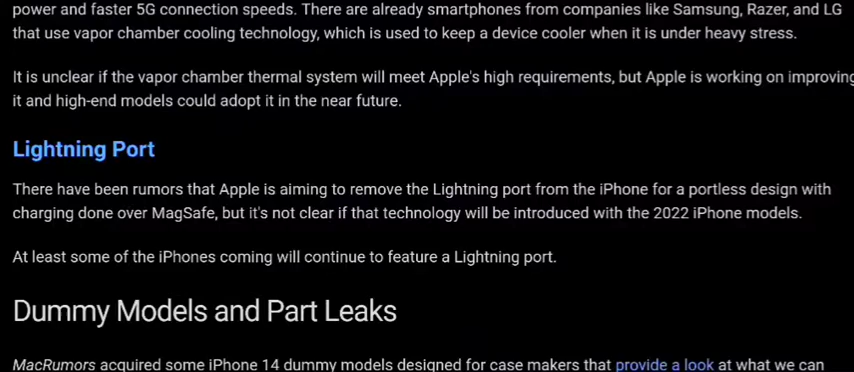 power and faster 5G connection speeds. There are already smartphones from companies like Samsung, Razer, and LG
that use vapor chamber cooling technology, which is used to keep a device cooler when it is under heavy stress.
It is unclear if the vapor chamber thermal system will meet Apple's high requirements, but Apple is working on improving
it and high-end models could adopt it in the near future.
Lightning Port
There have been rumors that Apple is aiming to remove the Lightning port from the iPhone for a portless design with
charging done over MagSafe, but it's not clear if that technology will be introduced with the 2022 iPhone models.
At least some of the iPhones coming will continue to feature a Lightning port.
Dummy Models and Part Leaks
MacRumors acquired some iPhone 14 dummy models designed for case makers that provide a look at what we can